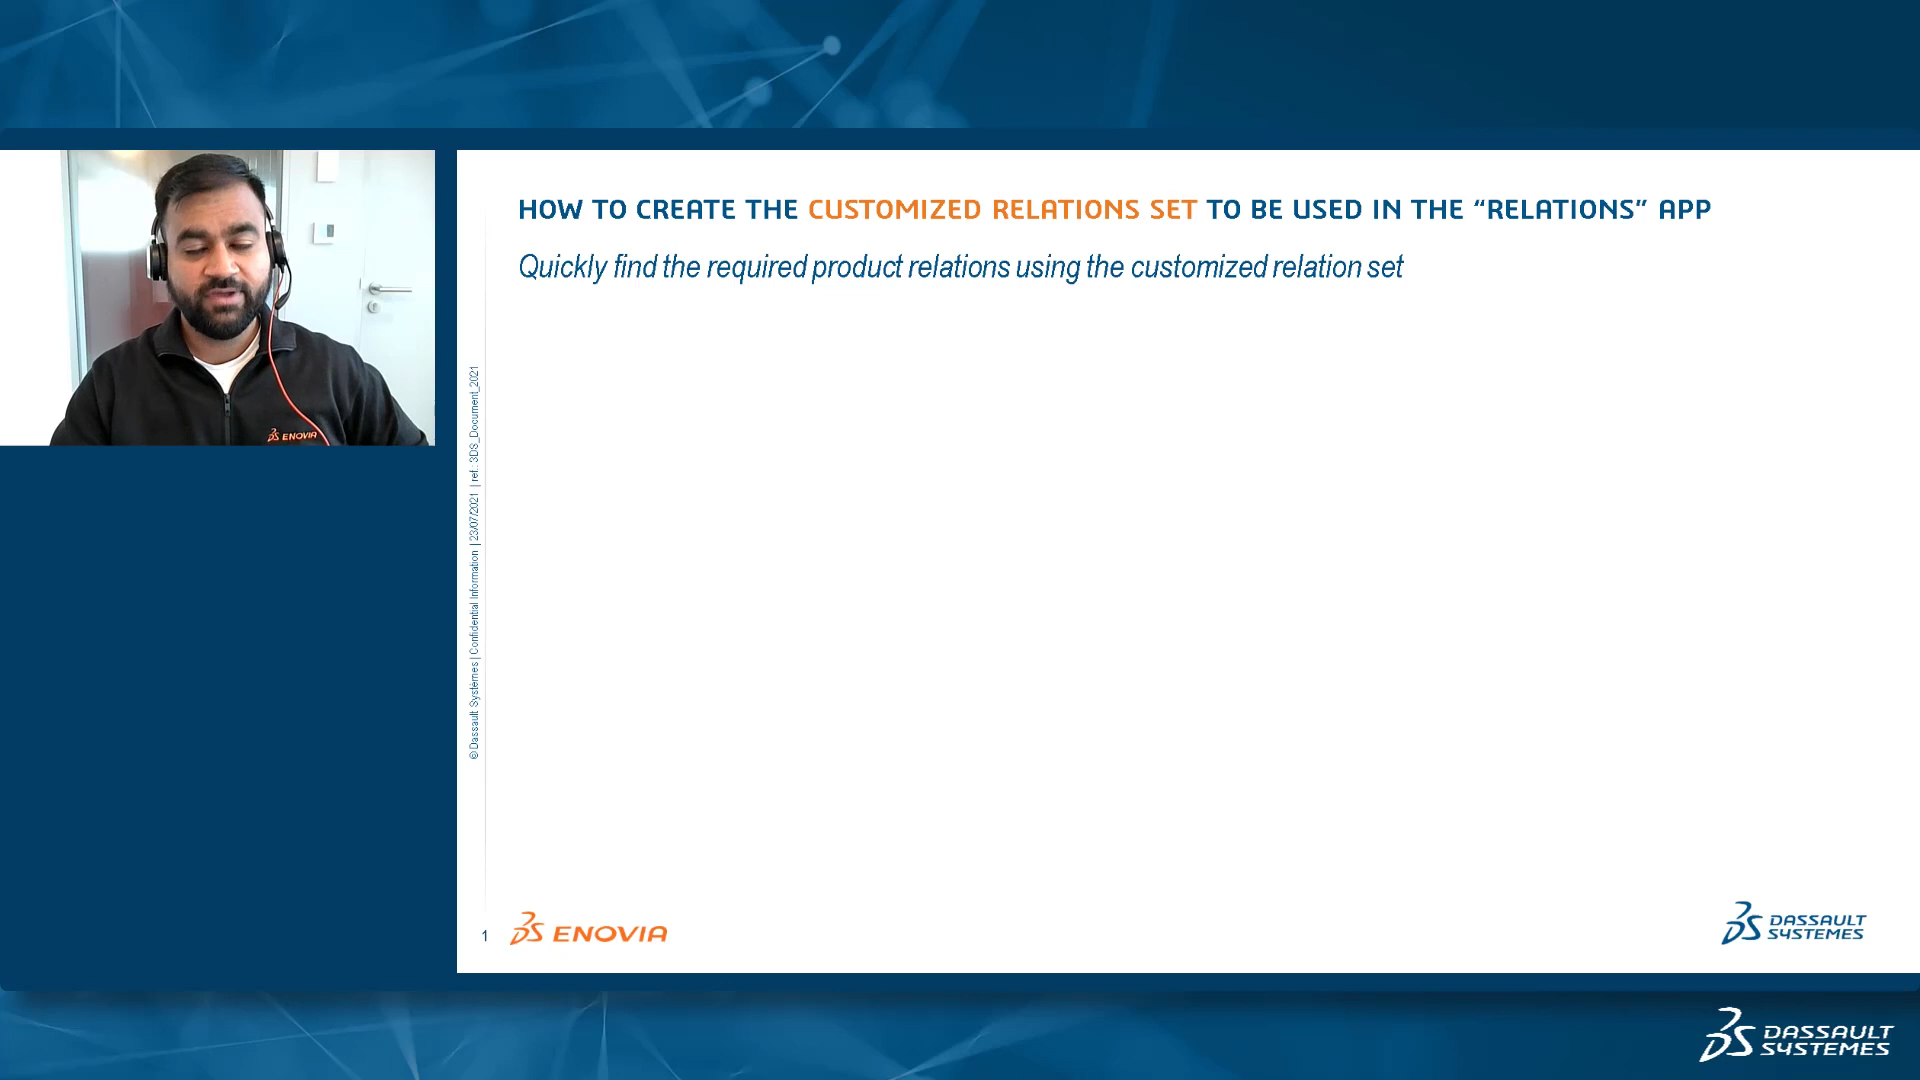 HOW TO CREATE THE CUSTOMIZED RELATIONS SET TO BE USED IN THE “RELATIONS” APP
Quickly find the required product relations using the customized relation set
© Dassault Systèmes | Confidential Information | 23/07/2021 | ref.: 3DS_Document_2021
ENOVIA
1
ENOVIA
DASSAULT
SYSTEMES
DASSAULT
SYSTEMES